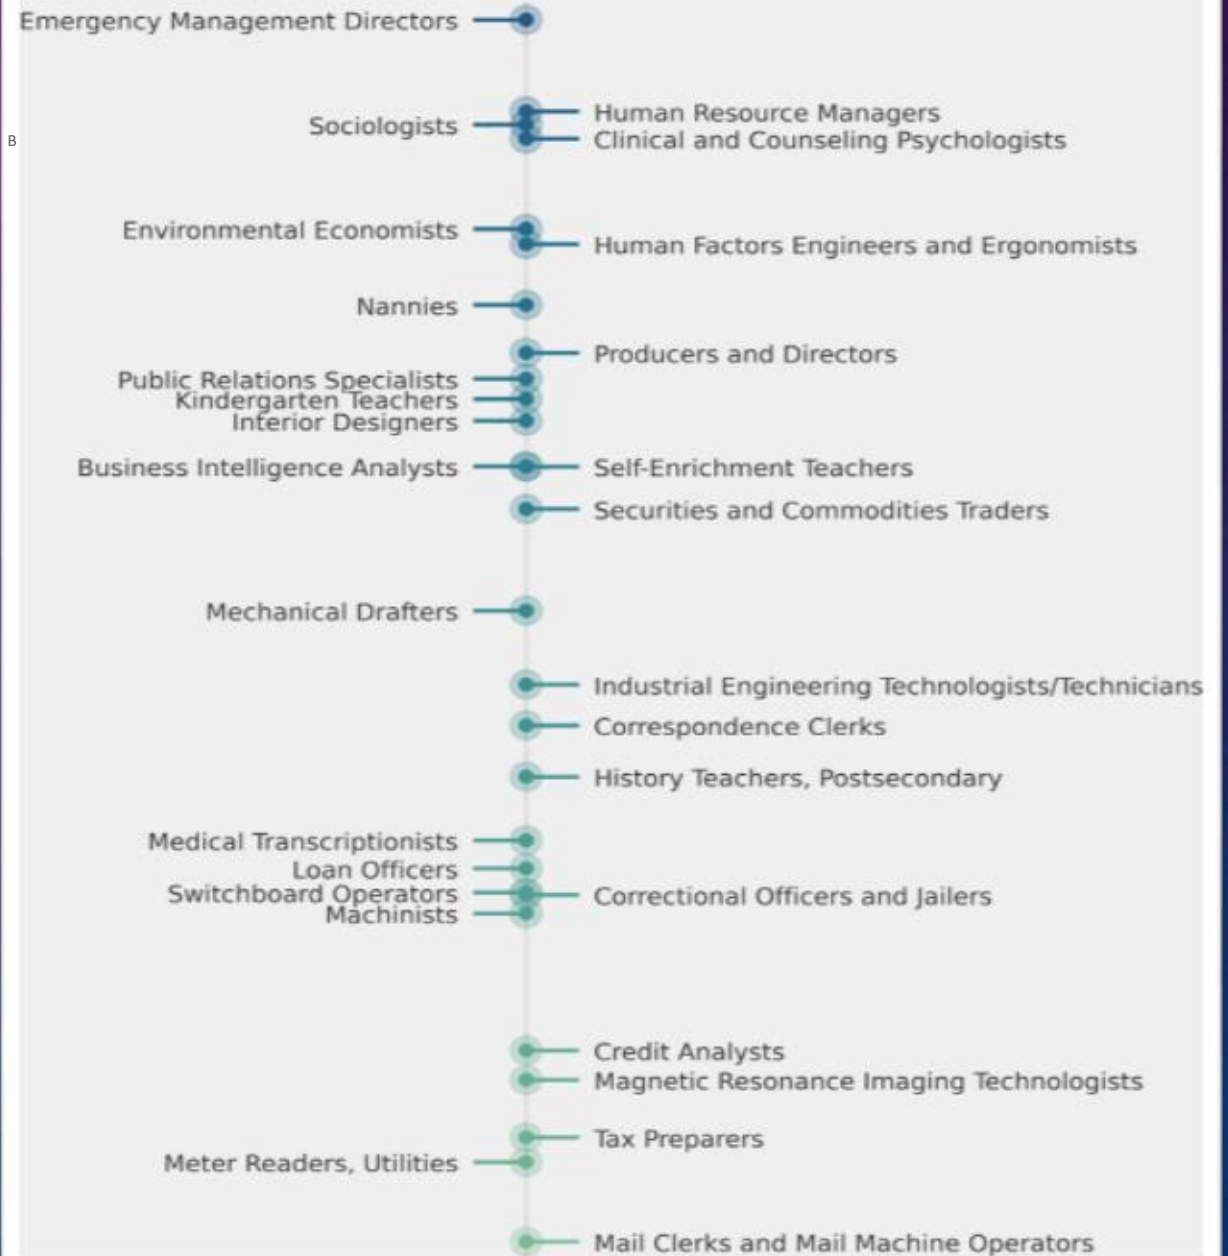 Emergency Management Directors
Human Resource Managers
Sociologists
B
Clinical and Counseling Psychologists
Environmental Economists
Human Factors Engineers and Ergonomists
Nannies
Producers and Directors
Public Relations Specialists
Kindergarten Teachers
Interior Designers
Business Intelligence Analysts
Self-Enrichment Teachers
Securities and Commodities Traders
Mechanical Drafters
Industrial Engineering Technologists/Technicians
Correspondence Clerks
History Teachers, Postsecondary
Medical Transcriptionists
Loan Officers
Switchboard Operators
Correctional Officers and Jailers
Machinists
Credit Analysts
Magnetic Resonance Imaging Technologists
Tax Preparers
Meter Readers, Utilities
Mail Clerks and Mail Machine Operators